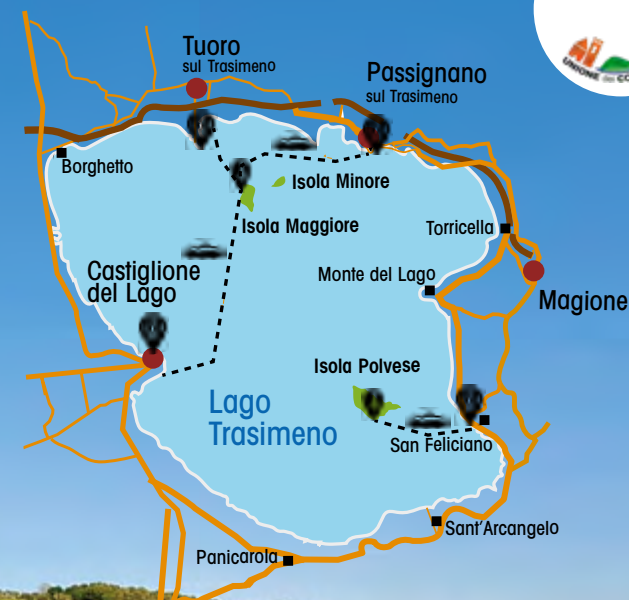 Tuoro
sul Trasimeno
Passignano
sul Trasimeno
UNIONE
Borghetto
Isola Minore
Isola Maggiore
Torricella
Castiglione
del Lago
Monte del Lago
Magione
Isola Polvese
Lago
Trasimeno
San Feliciano
Sant'Arcangelo
Panicarola